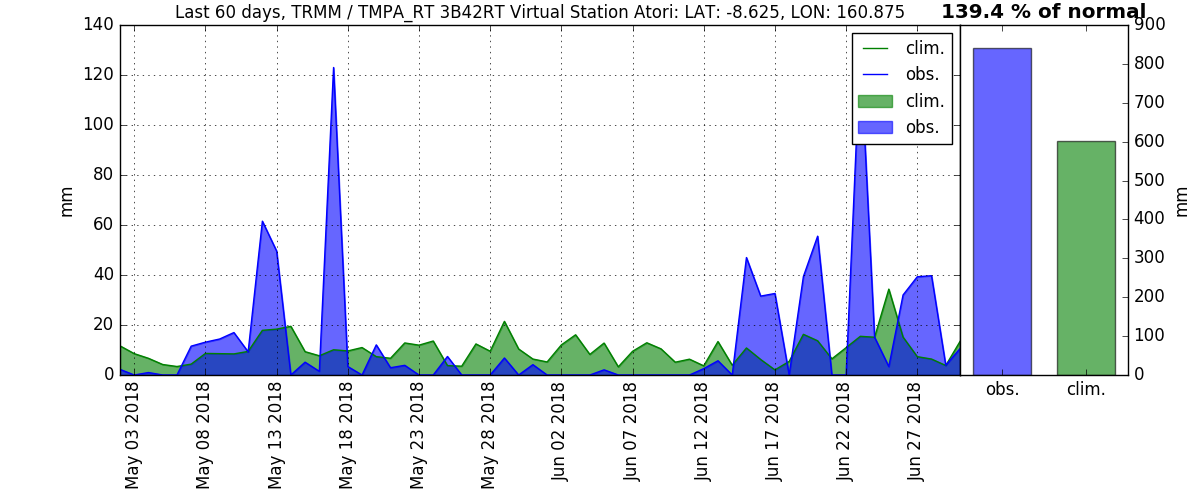 Last 60 days, TRMM / TMPA_RT 3B42RT Virtual Station Atori: LAT: -8.625, LON: 160.875
139.4 % of normal
140
120
100
80
60
40
20
0
mm
clim.
obs.
clim.
obs.
May 03 2018
May 08 2018
May 13 2018
May 18 2018
May 23 2018
May 28 2018
Jun 02 2018
Jun 07 2018
Jun 12 2018
Jun 17 2018
Jun 22 2018
Jun 27 2018
900
800
700
600
500
400
300
200
100
0
mm
obs.
clim.